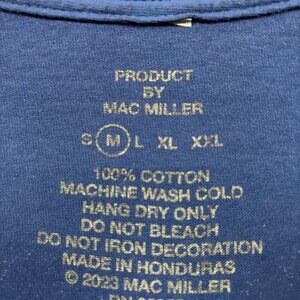 PRODUCT
BY
MAC MILLER
S M L XL XXL
100% COTTON
MACHINE WASH COLD
HANG DRY ONLY
DO NOT BLEACH
DO NOT IRON DECORATION
MADE IN HONDURAS
© 2023 MAC MILLER